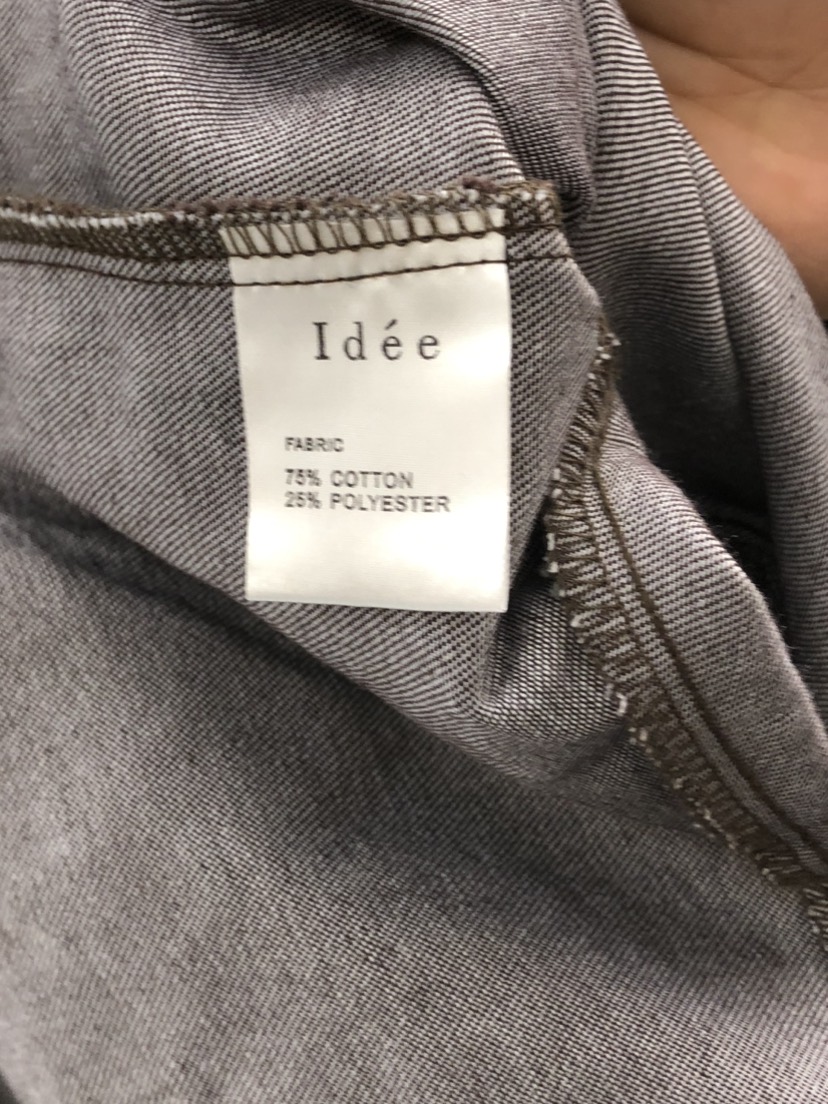 Idée
FABRIC
75% COTTON
25% POLYESTER